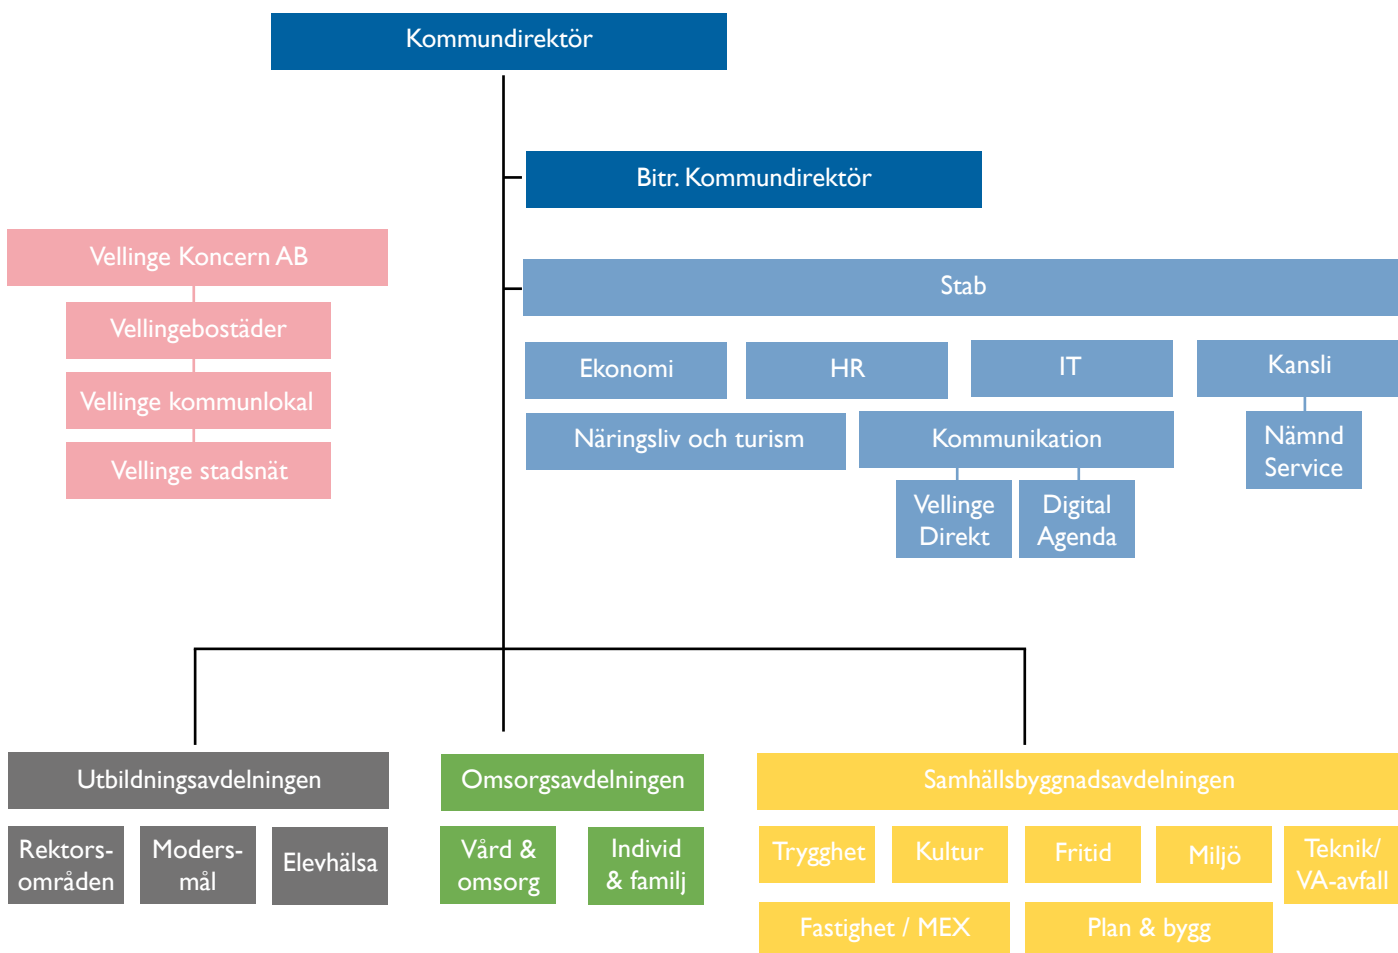 Kommundirektör
Bitr. Kommundirektör
Vellinge Koncern AB
Vellingebostäder
Vellinge kommunlokal
Vellinge stadsnät
Stab
Ekonomi
HR
IT
Kansli
Näringsliv och turism
Kommunikation
Nämnd
Service
Vellinge
Direkt
Digital
Agenda
Utbildningsavdelningen
Rektors-
områden
Moders-
mål
Elevhälsa
Omsorgsavdelningen
Vård &
omsorg
Individ
& familj
Samhällsbyggnadsavdelningen
Trygghet
Kultur
Fritid
Miljö
Teknik/
VA-avfall
Fastighet / MEX
Plan & bygg